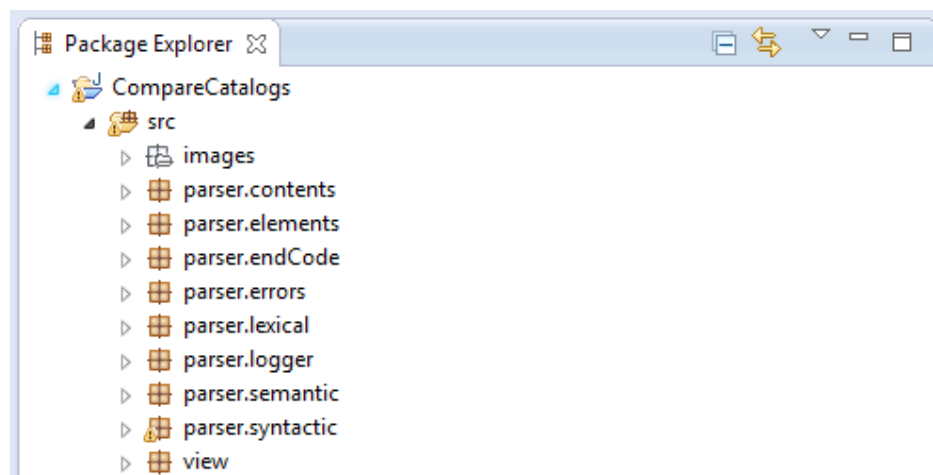 Package Explorer
CompareCatalogs
src
images
parser.contents
parser.elements
parser.endCode
parser.errors
parser.lexical
parser.logger
parser.semantic
parser.syntactic
view